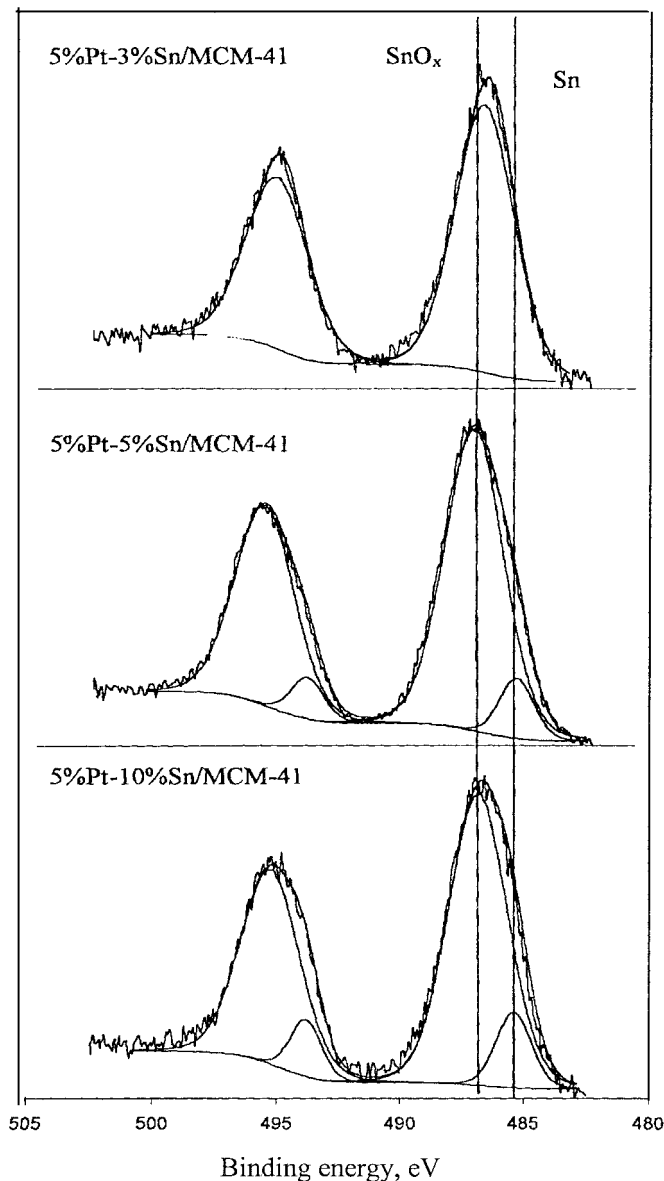 5%Pt-3%Sn/MCM-41
SnOₓ
Sn
5%Pt-5%Sn/MCM-41
5%Pt-10%Sn/MCM-41
505 500 495 490 485 480
Binding energy, eV